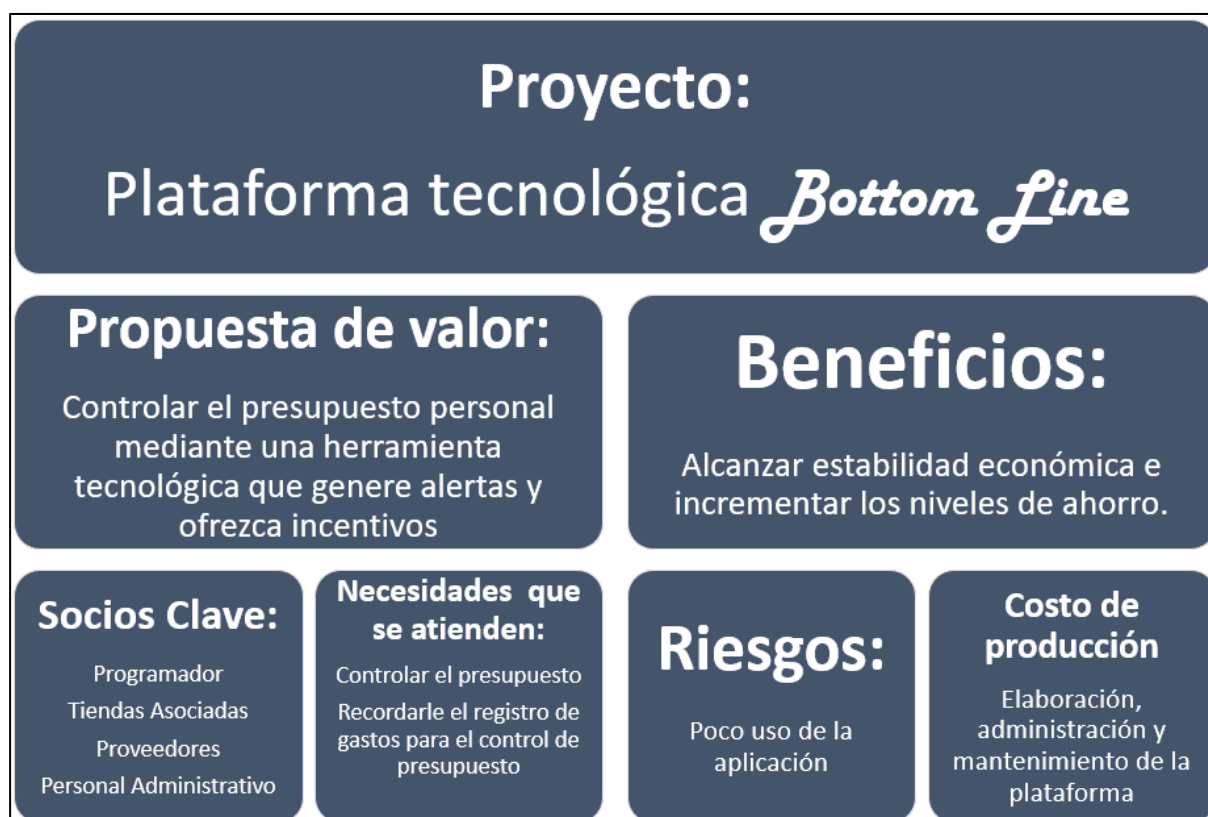 Proyecto:
Plataforma tecnológica Bottom Line
Propuesta de valor:
Controlar el presupuesto personal
mediante una herramienta
tecnológica que genere alertas y
ofrezca incentivos
Beneficios:
Alcanzar estabilidad económica e
incrementar los niveles de ahorro.
Socios Clave:
Programador
Tiendas Asociadas
Proveedores
Personal Administrativo
Necesidades que
se atienden:
Controlar el presupuesto
Recordarle el registro de
gastos para el control de
presupuesto
Riesgos:
Poco uso de la
aplicación
Costo de
producción
Elaboración,
administración y
mantenimiento de la
plataforma